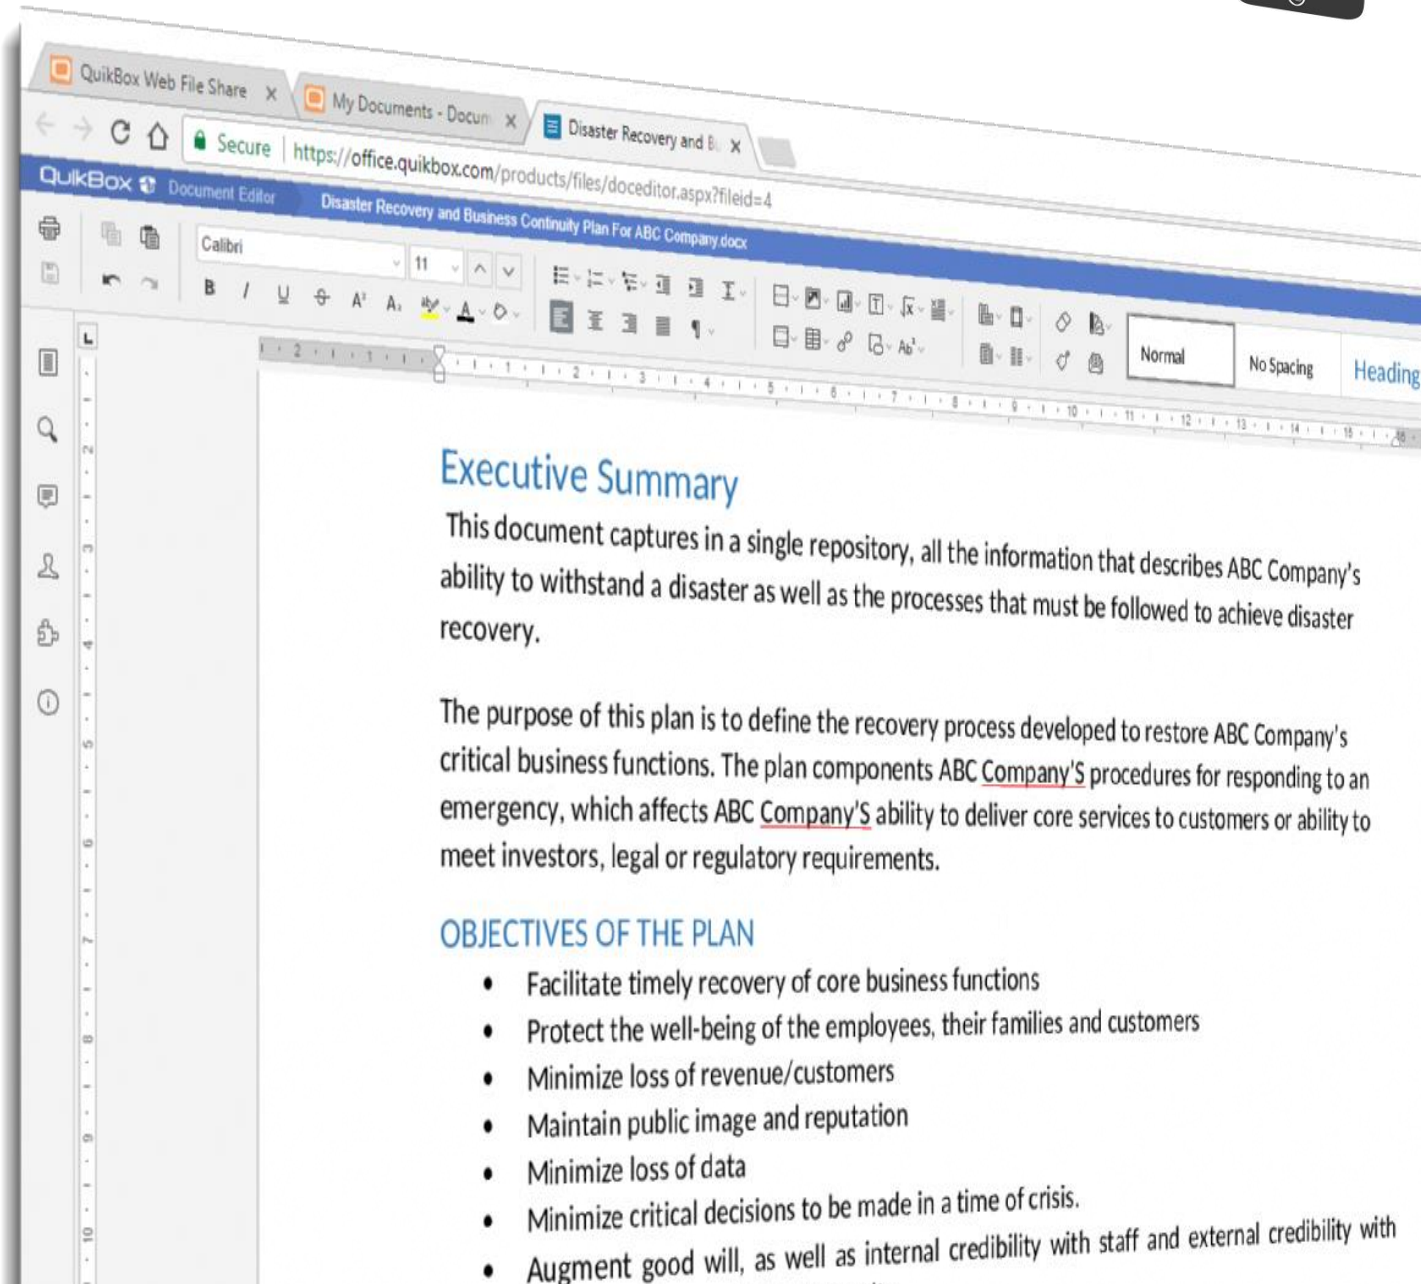 QuikBox Web File Share
My Documents - Docum
Disaster Recovery and B
Secure https://office.quikbox.com/products/files/doceditor.aspx?fileid=4
QuikBox Document Editor Disaster Recovery and Business Continuity Plan For ABC Company.docx
Calibri 11
Normal No Spacing Heading
Executive Summary
This document captures in a single repository, all the information that describes ABC Company's
ability to withstand a disaster as well as the processes that must be followed to achieve disaster
recovery.
The purpose of this plan is to define the recovery process developed to restore ABC Company's
critical business functions. The plan components ABC Company'S procedures for responding to an
emergency, which affects ABC Company'S ability to deliver core services to customers or ability to
meet investors, legal or regulatory requirements.
OBJECTIVES OF THE PLAN
• Facilitate timely recovery of core business functions
• Protect the well-being of the employees, their families and customers
• Minimize loss of revenue/customers
• Maintain public image and reputation
• Minimize loss of data
• Minimize critical decisions to be made in a time of crisis.
• Augment good will, as well as internal credibility with staff and external credibility with